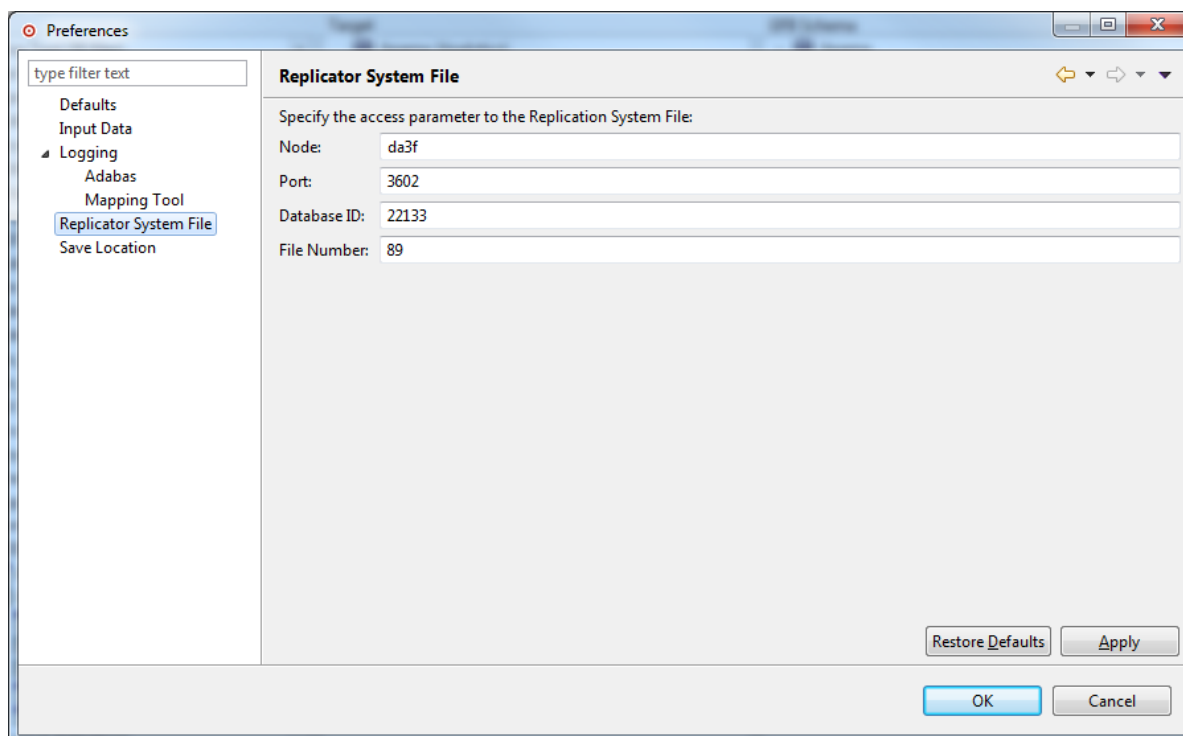 Preferences
type filter text
Defaults
Input Data
Logging
Adabas
Mapping Tool
Replicator System File
Save Location
Replicator System File
Specify the access parameter to the Replication System File:
Node: da3f
Port: 3602
Database ID: 22133
File Number: 89
Restore Defaults Apply
OK Cancel